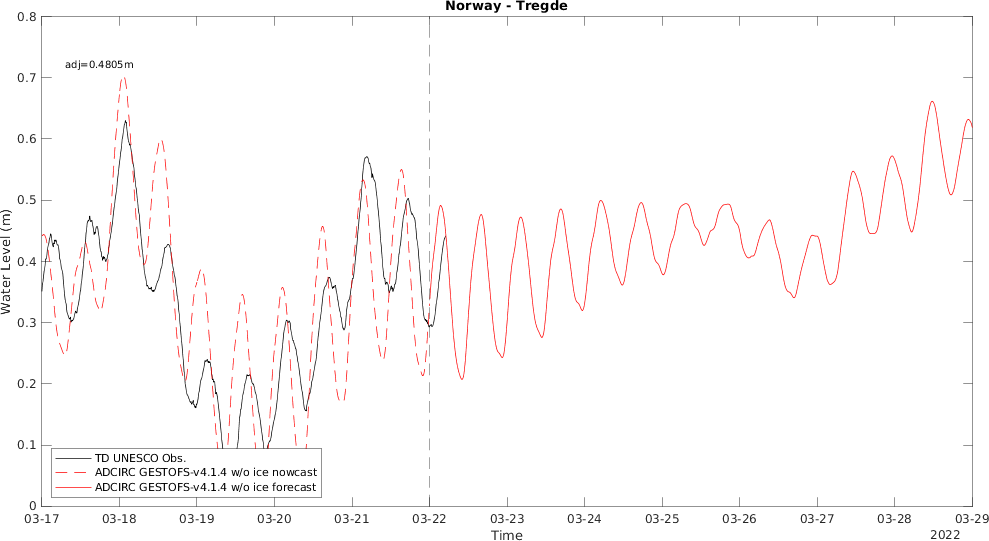 Norway - Tregde
0.8
0.7
0.6
0.5
0.4
0.3
0.2
0.1
0
Water Level (m)
adj=0.4805m
TD UNESCO Obs.
ADCIRC GESTOFS-v4.1.4 w/o ice nowcast
ADCIRC GESTOFS-v4.1.4 w/o ice forecast
03-17 03-18 03-19 03-20 03-21 03-22 03-23 03-24 03-25 03-26 03-27 03-28 03-29
Time
2022